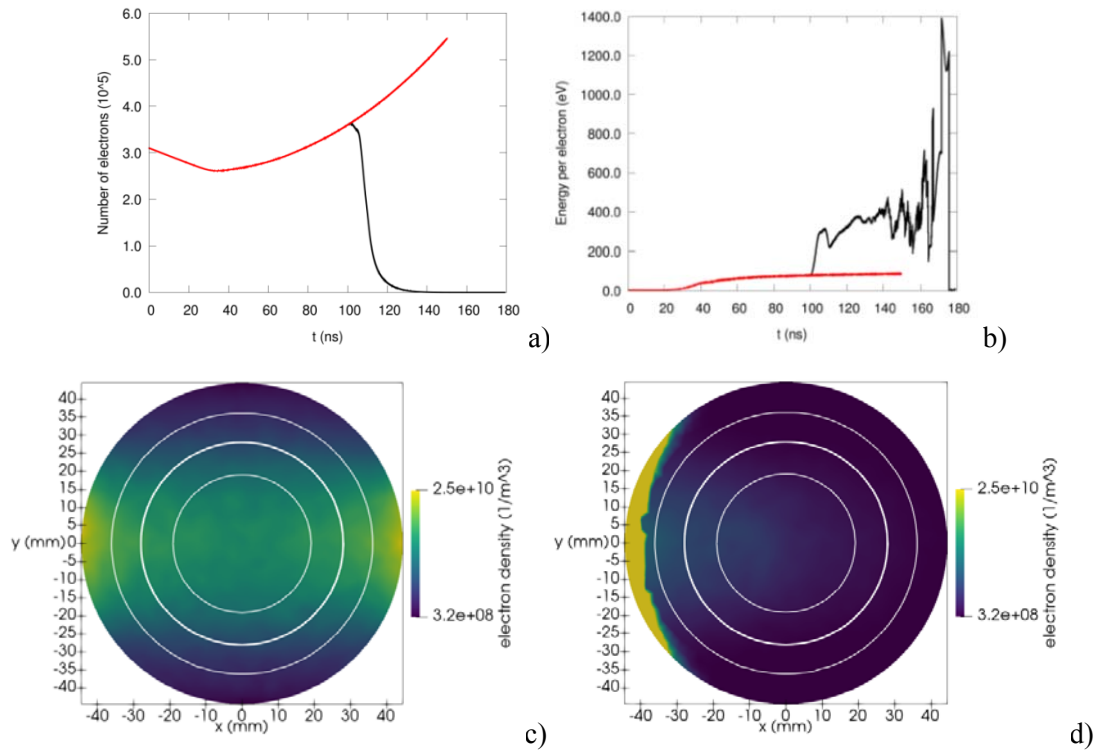 6.0
5.0
4.0
3.0
2.0
1.0
0.0
Number of electrons (10^5)
0 20 40 60 80 100 120 140 160 180
t (ns)
a)
1400.0
1200.0
1000.0
800.0
600.0
400.0
200.0
0.0
Energy per electron (eV)
0 20 40 60 80 100 120 140 160 180
t (ns)
b)
40
35
30
25
20
15
10
5
y (mm) 0
-5
-10
-15
-20
-25
-30
-35
-40
-40 -30 -20 -10 0 10 20 30 40
x (mm)
2.5e+10
3.2e+08
electron density (1/m^3)
c)
40
35
30
25
20
15
10
5
y (mm) 0
-5
-10
-15
-20
-25
-30
-35
-40
-40 -30 -20 -10 0 10 20 30 40
x (mm)
2.5e+10
3.2e+08
electron density (1/m^3)
d)